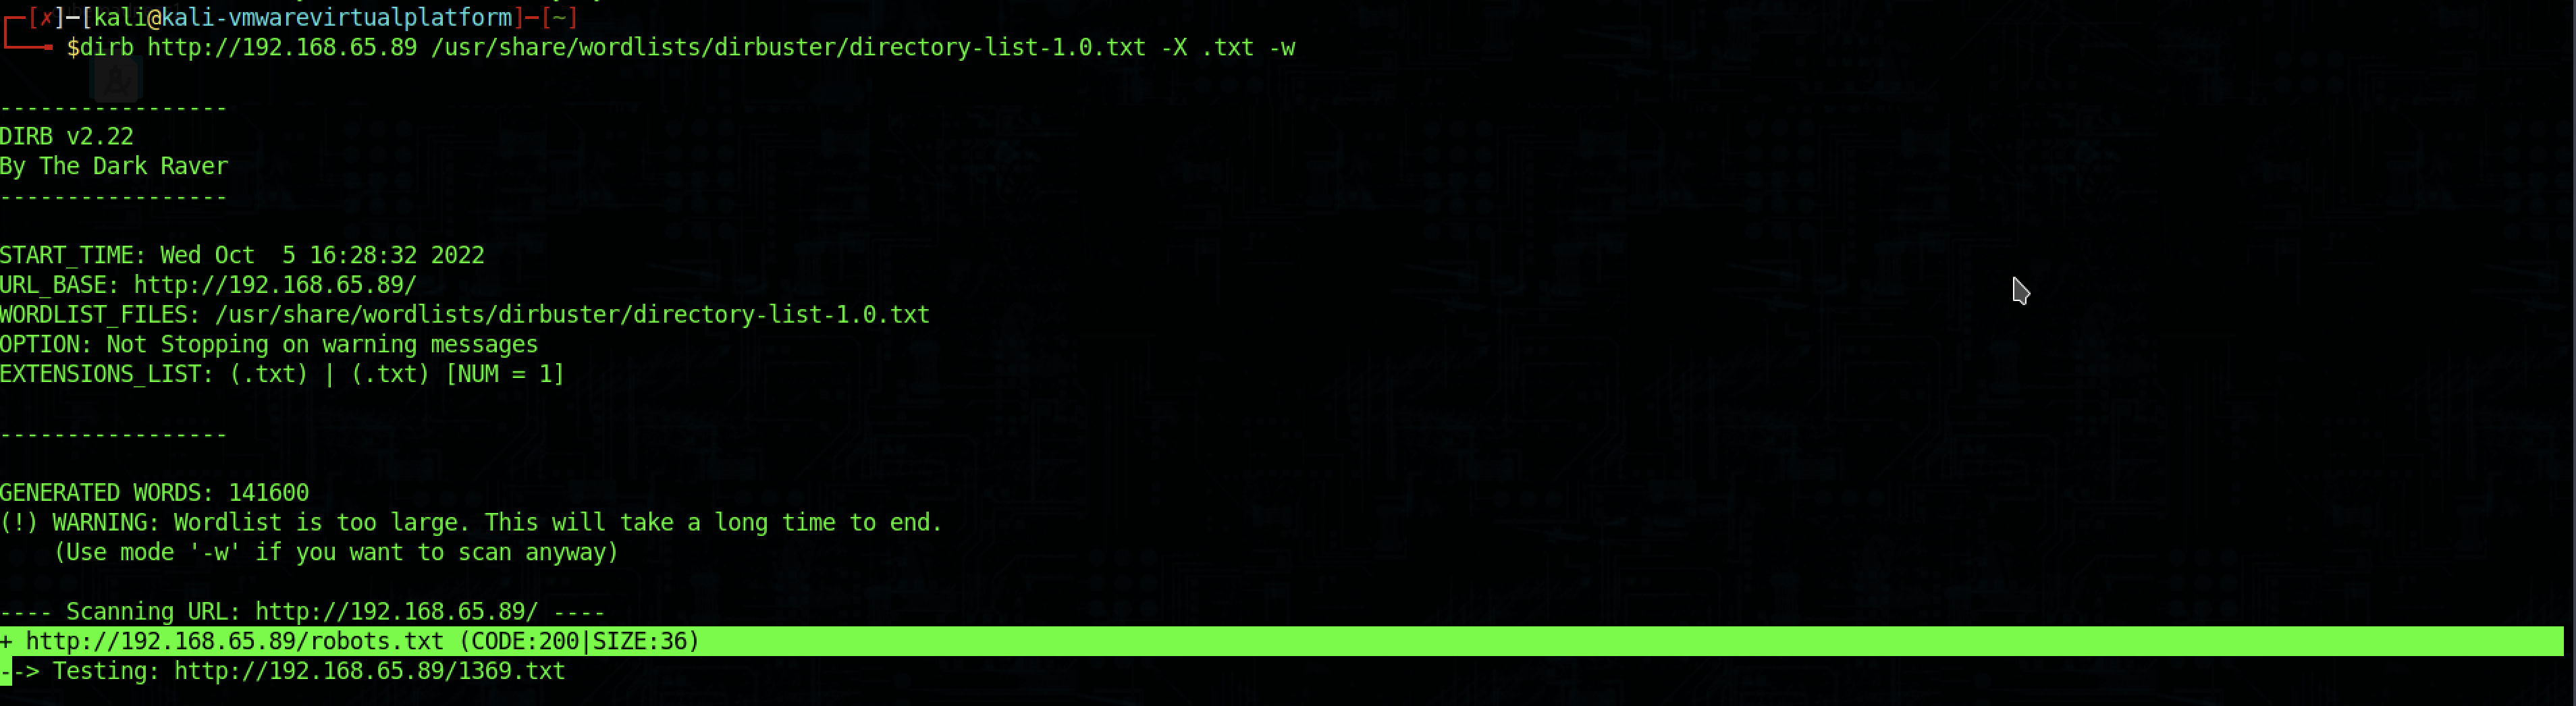 ┌─[✗]─[kali@kali-vmwarevirtualplatform]─[~]
└──╼ $dirb http://192.168.65.89 /usr/share/wordlists/dirbuster/directory-list-1.0.txt -X .txt -w
-----------------
DIRB v2.22
By The Dark Raver
-----------------
START_TIME: Wed Oct  5 16:28:32 2022
URL_BASE: http://192.168.65.89/
WORDLIST_FILES: /usr/share/wordlists/dirbuster/directory-list-1.0.txt
OPTION: Not Stopping on warning messages
EXTENSIONS_LIST: (.txt) | (.txt) [NUM = 1]
-----------------
GENERATED WORDS: 141600
(!) WARNING: Wordlist is too large. This will take a long time to end.
    (Use mode '-w' if you want to scan anyway)
---- Scanning URL: http://192.168.65.89/ ----
+ http://192.168.65.89/robots.txt (CODE:200|SIZE:36)
--> Testing: http://192.168.65.89/1369.txt